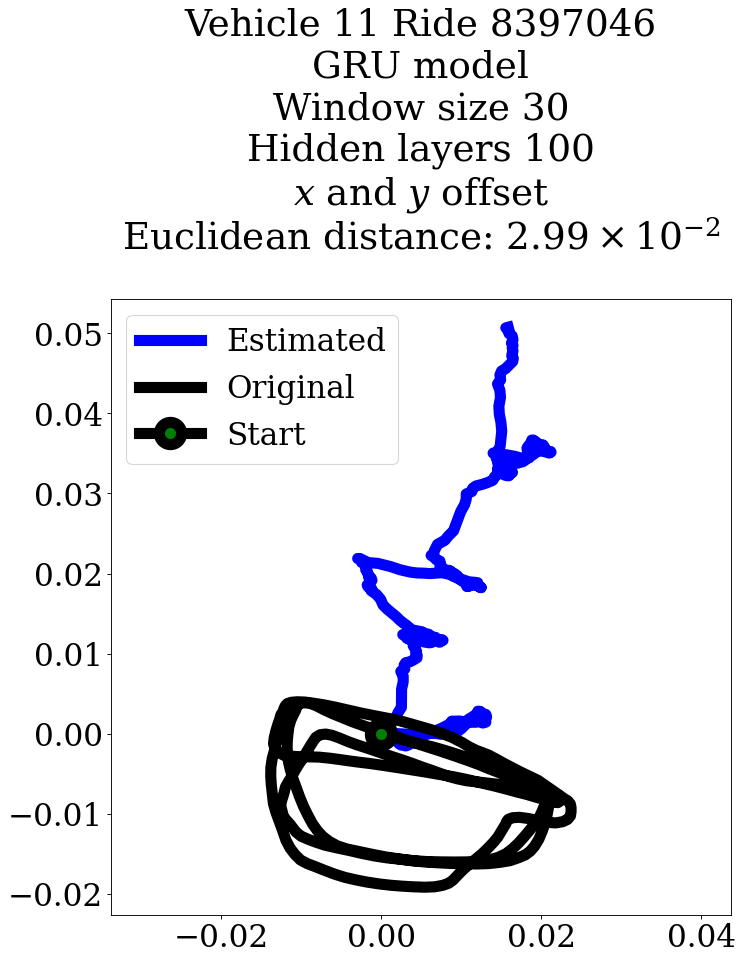 Vehicle 11 Ride 8397046
GRU model
Window size 30
Hidden layers 100
x and y offset
Euclidean distance: 2.99 × 10⁻²
Estimated
Original
Start
0.05
0.04
0.03
0.02
0.01
0.00
−0.01
−0.02
−0.02 0.00 0.02 0.04